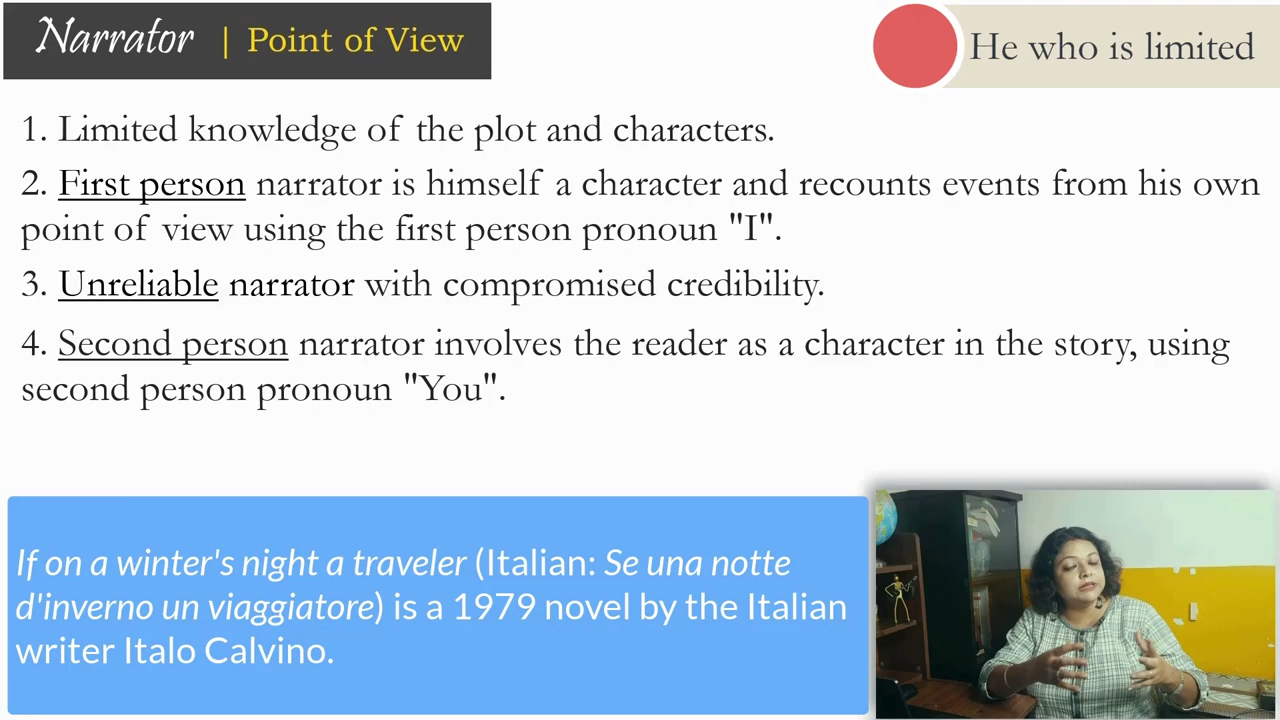 Narrator | Point of View
He who is limited
1. Limited knowledge of the plot and characters.
2. First person narrator is himself a character and recounts events from his own
point of view using the first person pronoun "I".
3. Unreliable narrator with compromised credibility.
4. Second person narrator involves the reader as a character in the story, using
second person pronoun "You".
If on a winter's night a traveler (Italian: Se una notte
d'inverno un viaggiatore) is a 1979 novel by the Italian
writer Italo Calvino.